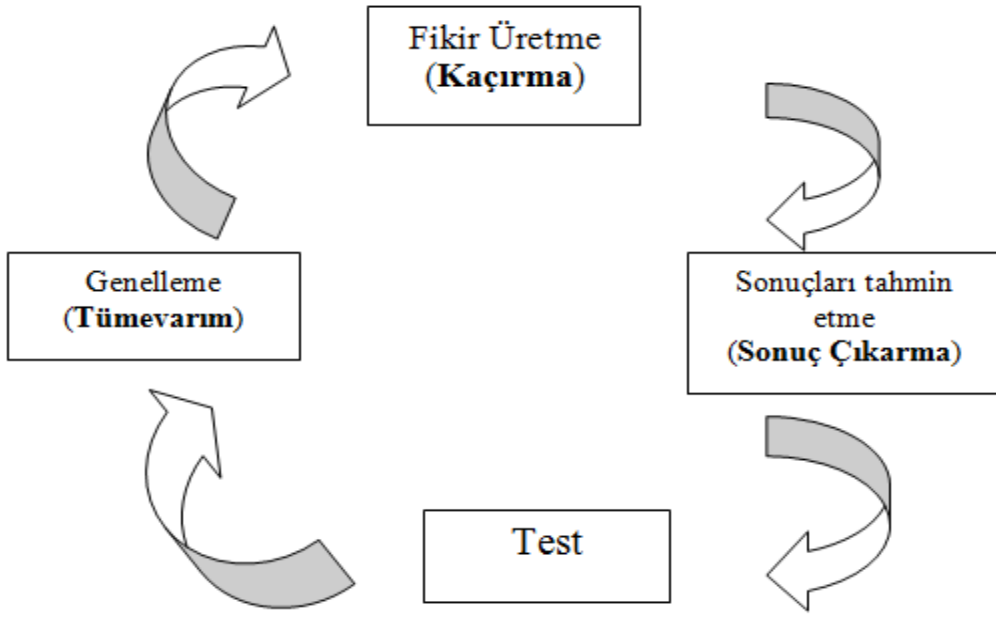 Fikir Üretme
(Kaçırma)
Genelleme
(Tümevarım)
Sonuçları tahmin
etme
(Sonuç Çıkarma)
Test